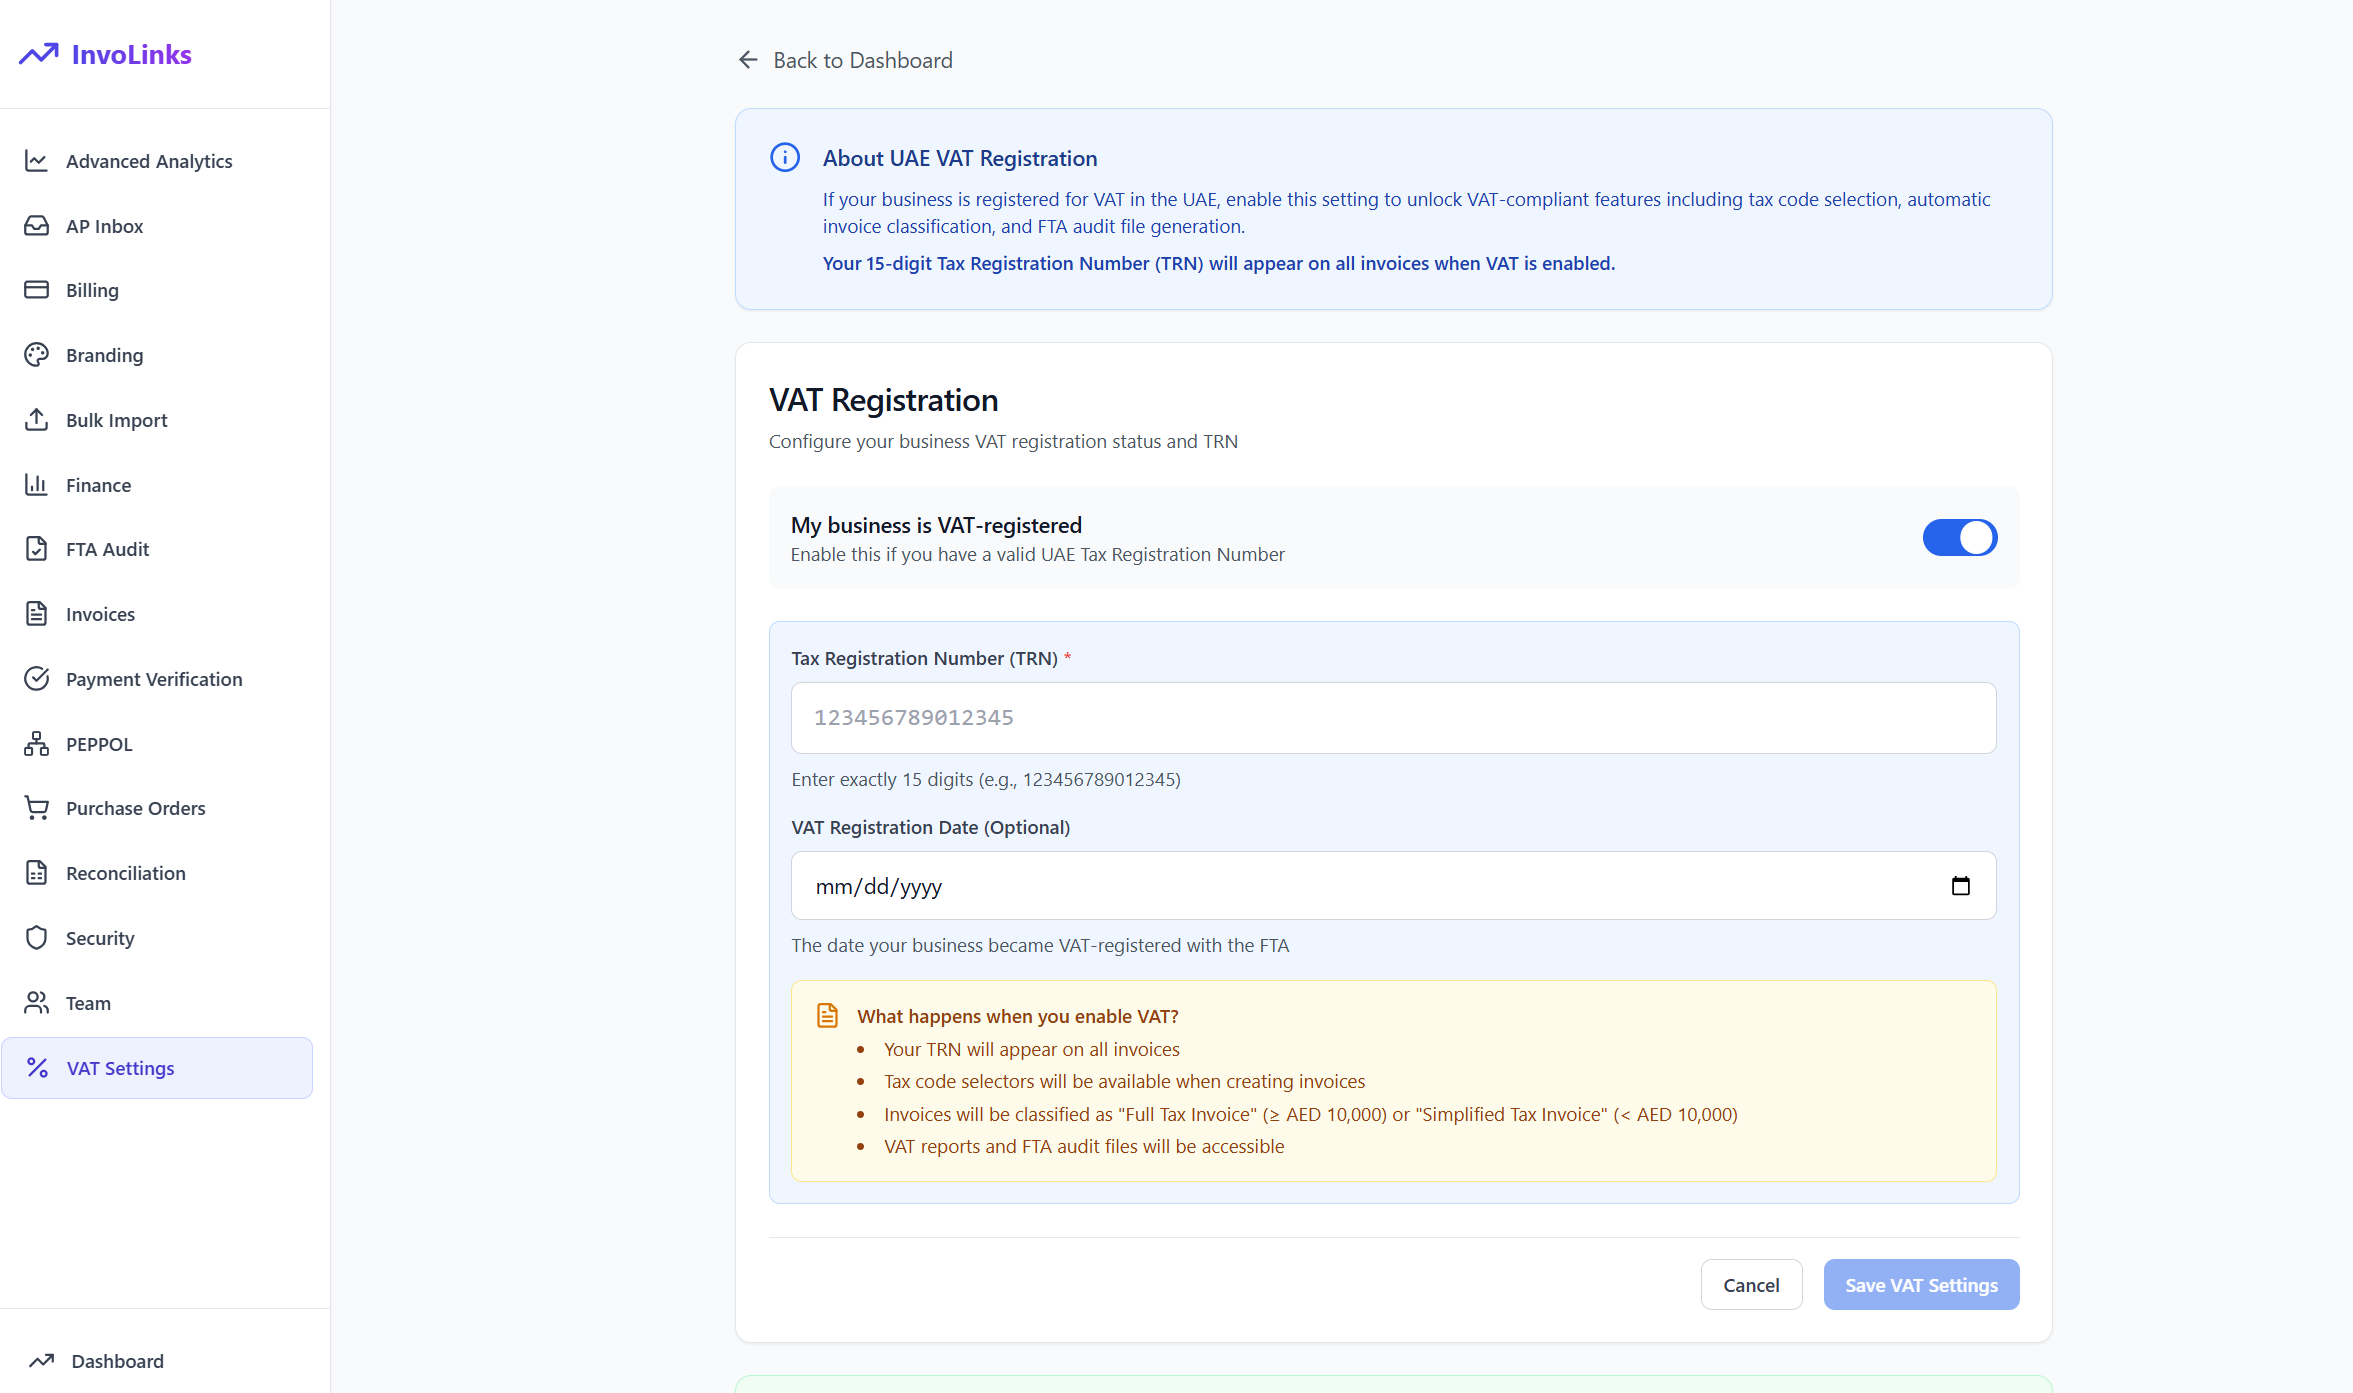 InvoLinks
Advanced Analytics
AP Inbox
Billing
Branding
Bulk Import
Finance
FTA Audit
Invoices
Payment Verification
PEPPOL
Purchase Orders
Reconciliation
Security
Team
VAT Settings
Dashboard
Back to Dashboard
About UAE VAT Registration
If your business is registered for VAT in the UAE, enable this setting to unlock VAT-compliant features including tax code selection, automatic
invoice classification, and FTA audit file generation.
Your 15-digit Tax Registration Number (TRN) will appear on all invoices when VAT is enabled.
VAT Registration
Configure your business VAT registration status and TRN
My business is VAT-registered
Enable this if you have a valid UAE Tax Registration Number
Tax Registration Number (TRN) *
123456789012345
Enter exactly 15 digits (e.g., 123456789012345)
VAT Registration Date (Optional)
mm/dd/yyyy
The date your business became VAT-registered with the FTA
What happens when you enable VAT?
• Your TRN will appear on all invoices
• Tax code selectors will be available when creating invoices
• Invoices will be classified as "Full Tax Invoice" (≥ AED 10,000) or "Simplified Tax Invoice" (< AED 10,000)
• VAT reports and FTA audit files will be accessible
Cancel
Save VAT Settings